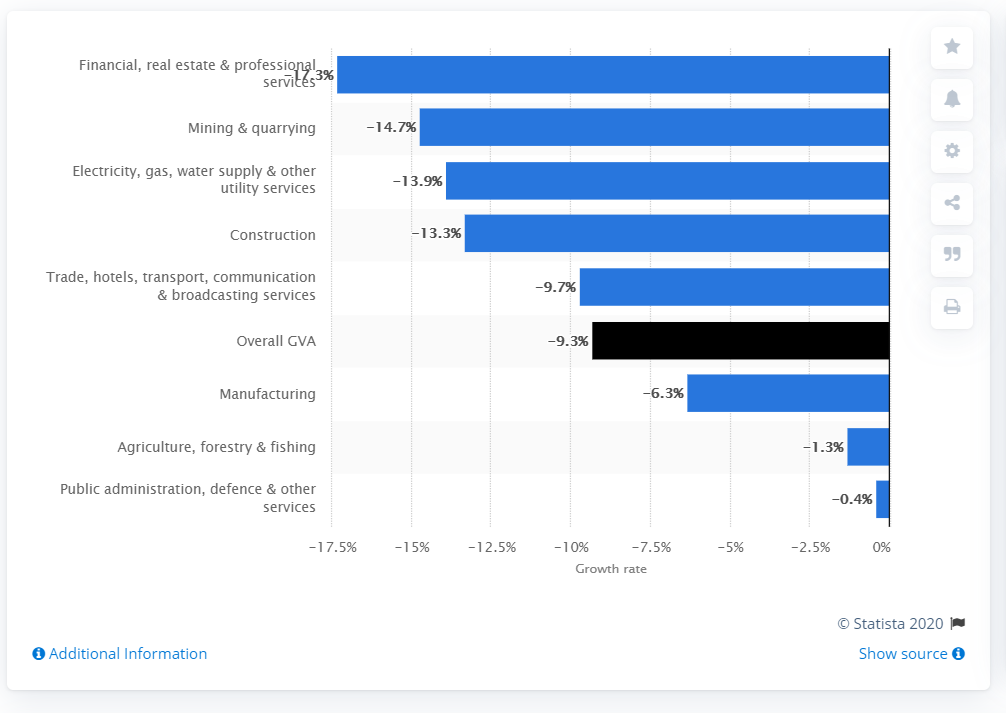 Financial, real estate & professional
services
−17.3%
Mining & quarrying
−14.7%
Electricity, gas, water supply & other
utility services
−13.9%
Construction
−13.3%
Trade, hotels, transport, communication
& broadcasting services
−9.7%
Overall GVA
−9.3%
Manufacturing
−6.3%
Agriculture, forestry & fishing
−1.3%
Public administration, defence & other
services
−0.4%
−17.5% −15% −12.5% −10% −7.5% −5% −2.5% 0%
Growth rate
© Statista 2020
Additional Information
Show source